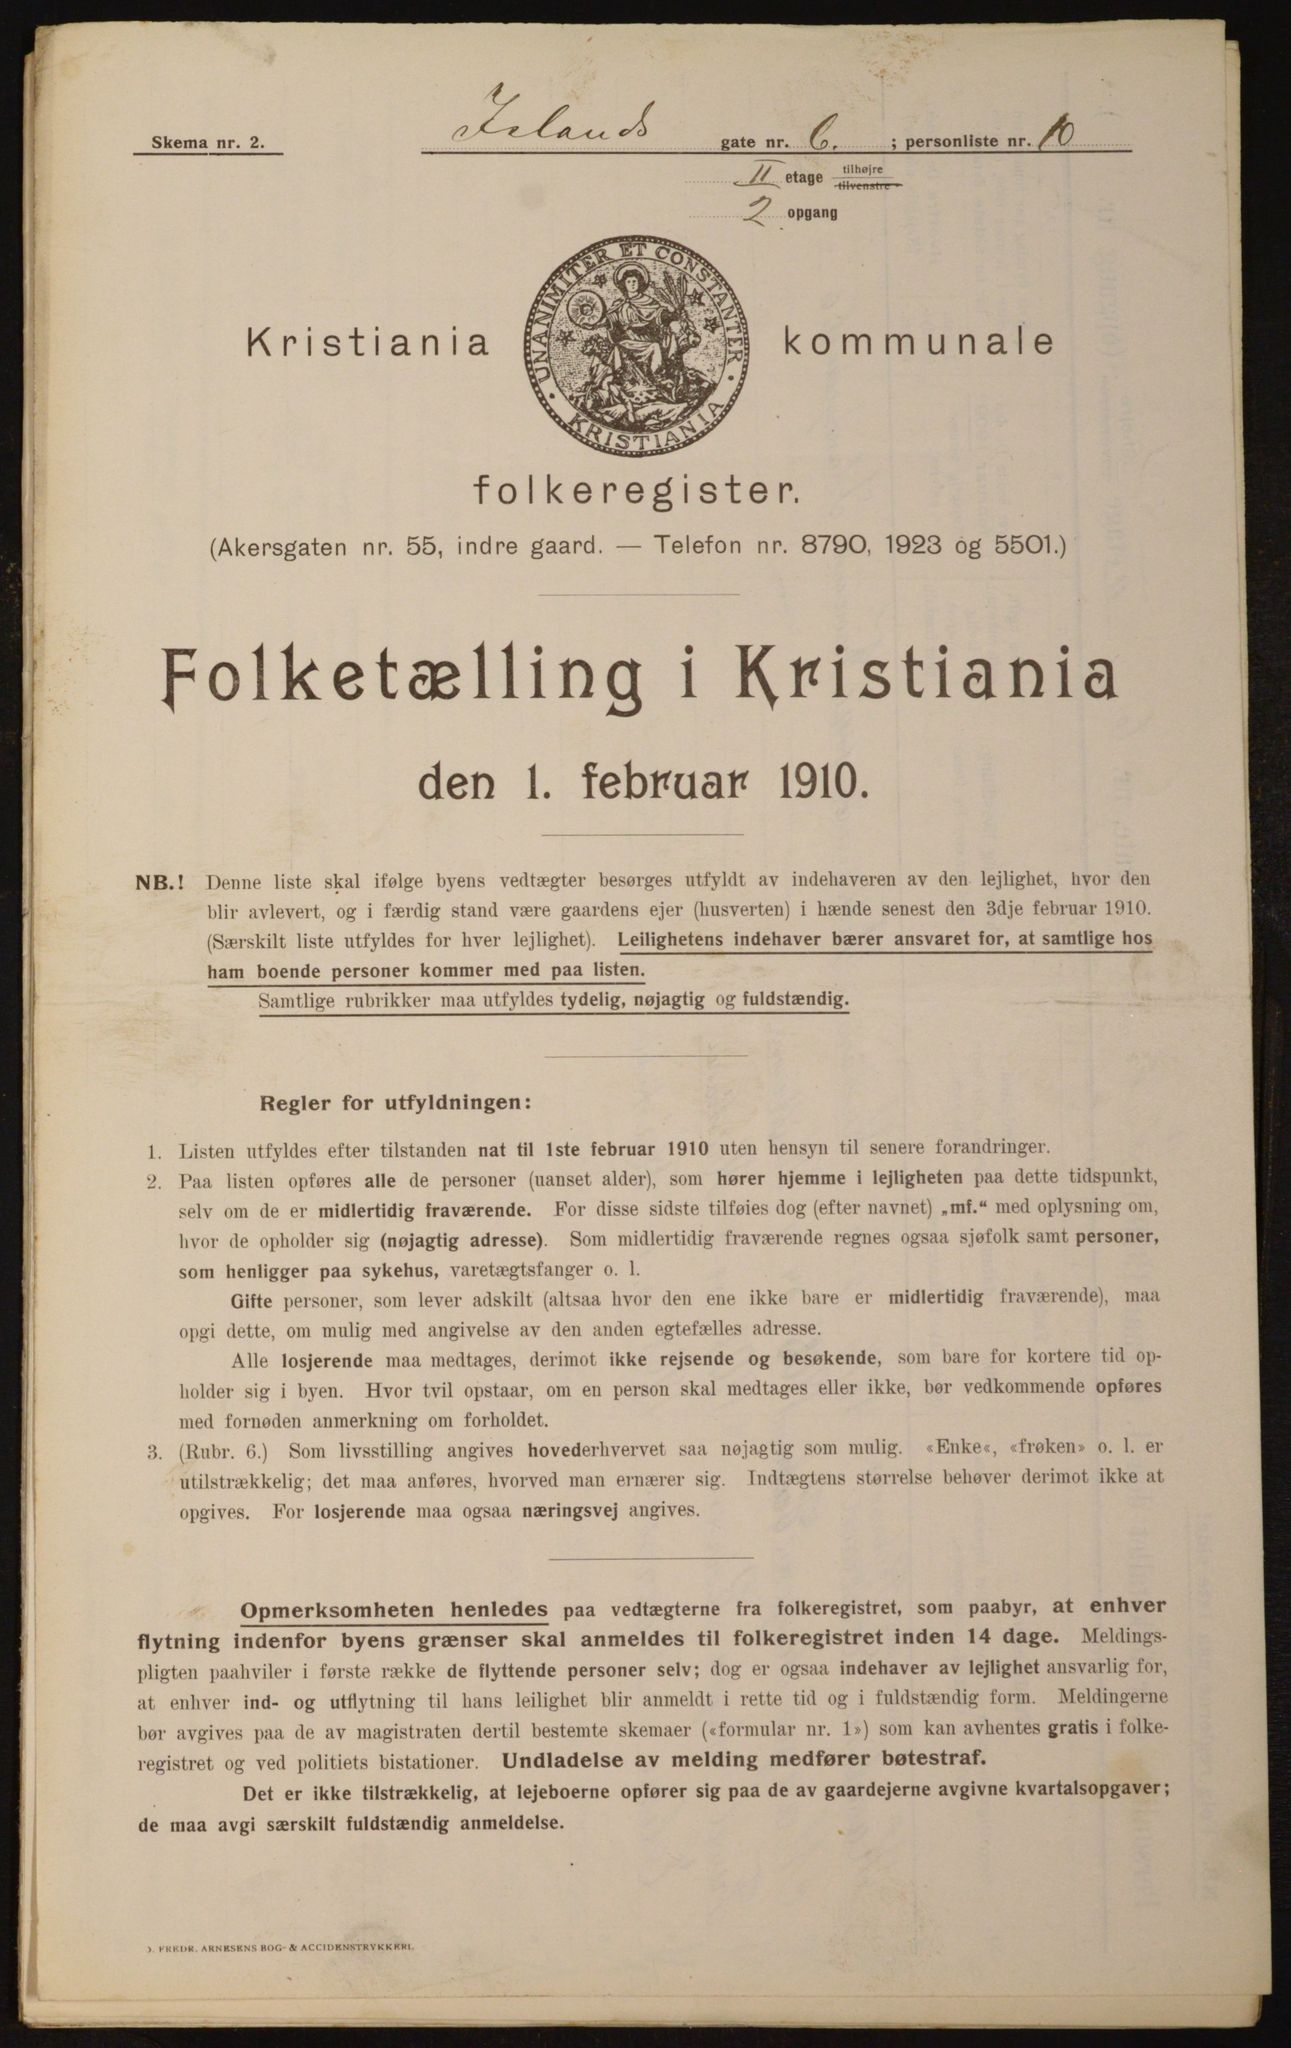 Skema nr. 2.
Islands gate nr. 6. ; personliste nr. 10
II etage tilhøjre
tilvenstre
2 opgang
UNANIMITER ET CONSTANTER
KRISTIANIA
Kristiania kommunale
folkeregister.
(Akersgaten nr. 55, indre gaard. — Telefon nr. 8790, 1923 og 5501.)
Folketælling i Kristiania
den 1. februar 1910.
NB.! Denne liste skal ifølge byens vedtægter besørges utfyldt av indehaveren av den lejlighet, hvor den
blir avlevert, og i færdig stand være gaardens ejer (husverten) i hænde senest den 3dje februar 1910.
(Særskilt liste utfyldes for hver lejlighet). Leilighetens indehaver bærer ansvaret for, at samtlige hos
ham boende personer kommer med paa listen.
Samtlige rubrikker maa utfyldes tydelig, nøjagtig og fuldstændig.
Regler for utfyldningen:
1. Listen utfyldes efter tilstanden nat til 1ste februar 1910 uten hensyn til senere forandringer.
2. Paa listen opføres alle de personer (uanset alder), som hører hjemme i lejligheten paa dette tidspunkt,
selv om de er midlertidig fraværende. For disse sidste tilføies dog (efter navnet) „mf.“ med oplysning om,
hvor de opholder sig (nøjagtig adresse). Som midlertidig fraværende regnes ogsaa sjøfolk samt personer,
som henligger paa sykehus, varetægtsfanger o. l.
Gifte personer, som lever adskilt (altsaa hvor den ene ikke bare er midlertidig fraværende), maa
opgi dette, om mulig med angivelse av den anden egtefælles adresse.
Alle losjerende maa medtages, derimot ikke rejsende og besøkende, som bare for kortere tid op-
holder sig i byen. Hvor tvil opstaar, om en person skal medtages eller ikke, bør vedkommende opføres
med fornøden anmerkning om forholdet.
3. (Rubr. 6.) Som livsstilling angives hovederhvervet saa nøjagtig som mulig. «Enke«, «frøken» o. l. er
utilstrækkelig; det maa anføres, hvorved man ernærer sig. Indtægtens størrelse behøver derimot ikke at
opgives. For losjerende maa ogsaa næringsvej angives.
Opmerksomheten henledes paa vedtægterne fra folkeregistret, som paabyr, at enhver
flytning indenfor byens grænser skal anmeldes til folkeregistret inden 14 dage. Meldings-
pligten paahviler i første række de flyttende personer selv; dog er ogsaa indehaver av lejlighet ansvarlig for,
at enhver ind- og utflytning til hans leilighet blir anmeldt i rette tid og i fuldstændig form. Meldingerne
bør avgives paa de av magistraten dertil bestemte skemaer («formular nr. 1») som kan avhentes gratis i folke-
registret og ved politiets bistationer. Undladelse av melding medfører bøtestraf.
Det er ikke tilstrækkelig, at lejeboerne opfører sig paa de av gaardejerne avgivne kvartalsopgaver;
de maa avgi særskilt fuldstændig anmeldelse.
J. FREDR. ARNESENS BOG- & ACCIDENSTRYKKERI.